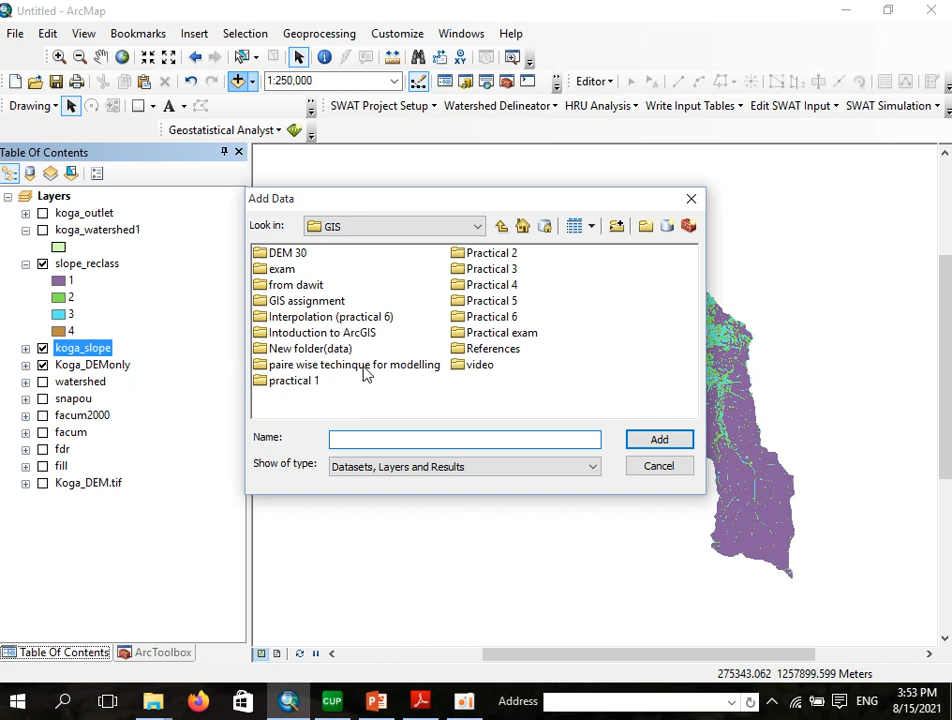 Untitled - ArcMap
File Edit View Bookmarks Insert Selection Geoprocessing Customize Windows Help
1:250,000
Editor
Drawing
A
SWAT Project Setup Watershed Delineator HRU Analysis Write Input Tables Edit SWAT Input SWAT Simulation
Geostatistical Analyst
Table Of Contents
Layers
koga_outlet
koga_watershed1
slope_reclass
1
2
3
4
koga_slope
Koga_DEMonly
watershed
snapou
facum2000
facum
fdr
fill
Koga_DEM.tif
Table Of Contents ArcToolbox
Add Data
Look in: GIS
DEM 30
exam
from dawit
GIS assignment
Interpolation (practical 6)
Intoduction to ArcGIS
New folder(data)
paire wise techinque for modelling
practical 1
Practical 2
Practical 3
Practical 4
Practical 5
Practical 6
Practical exam
References
video
Name:
Add
Show of type: Datasets, Layers and Results
Cancel
275343.062 1257899.599 Meters
CUP
Address
ENG
3:53 PM
8/15/2021